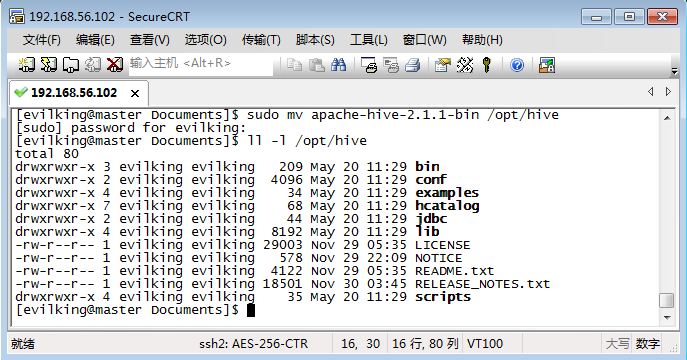 192.168.56.102 - SecureCRT
文件(F) 编辑(E) 查看(V) 选项(O) 传输(T) 脚本(S) 工具(L) 窗口(W) 帮助(H)
输入主机 <Alt+R>
192.168.56.102
[evilking@master Documents]$ sudo mv apache-hive-2.1.1-bin /opt/hive
[sudo] password for evilking:
[evilking@master Documents]$ ll -l /opt/hive
total 80
drwxrwxr-x 3 evilking evilking   209 May 20 11:29 bin
drwxrwxr-x 2 evilking evilking  4096 May 20 11:29 conf
drwxrwxr-x 4 evilking evilking    34 May 20 11:29 examples
drwxrwxr-x 7 evilking evilking    68 May 20 11:29 hcatalog
drwxrwxr-x 2 evilking evilking    44 May 20 11:29 jdbc
drwxrwxr-x 4 evilking evilking  8192 May 20 11:29 lib
-rw-r--r-- 1 evilking evilking 29003 Nov 29 05:35 LICENSE
-rw-r--r-- 1 evilking evilking   578 Nov 29 22:09 NOTICE
-rw-r--r-- 1 evilking evilking  4122 Nov 29 05:35 README.txt
-rw-r--r-- 1 evilking evilking 18501 Nov 30 03:45 RELEASE_NOTES.txt
drwxrwxr-x 4 evilking evilking    35 May 20 11:29 scripts
[evilking@master Documents]$
就绪 ssh2: AES-256-CTR 16, 30 16 行, 80 列 VT100 大写 数字